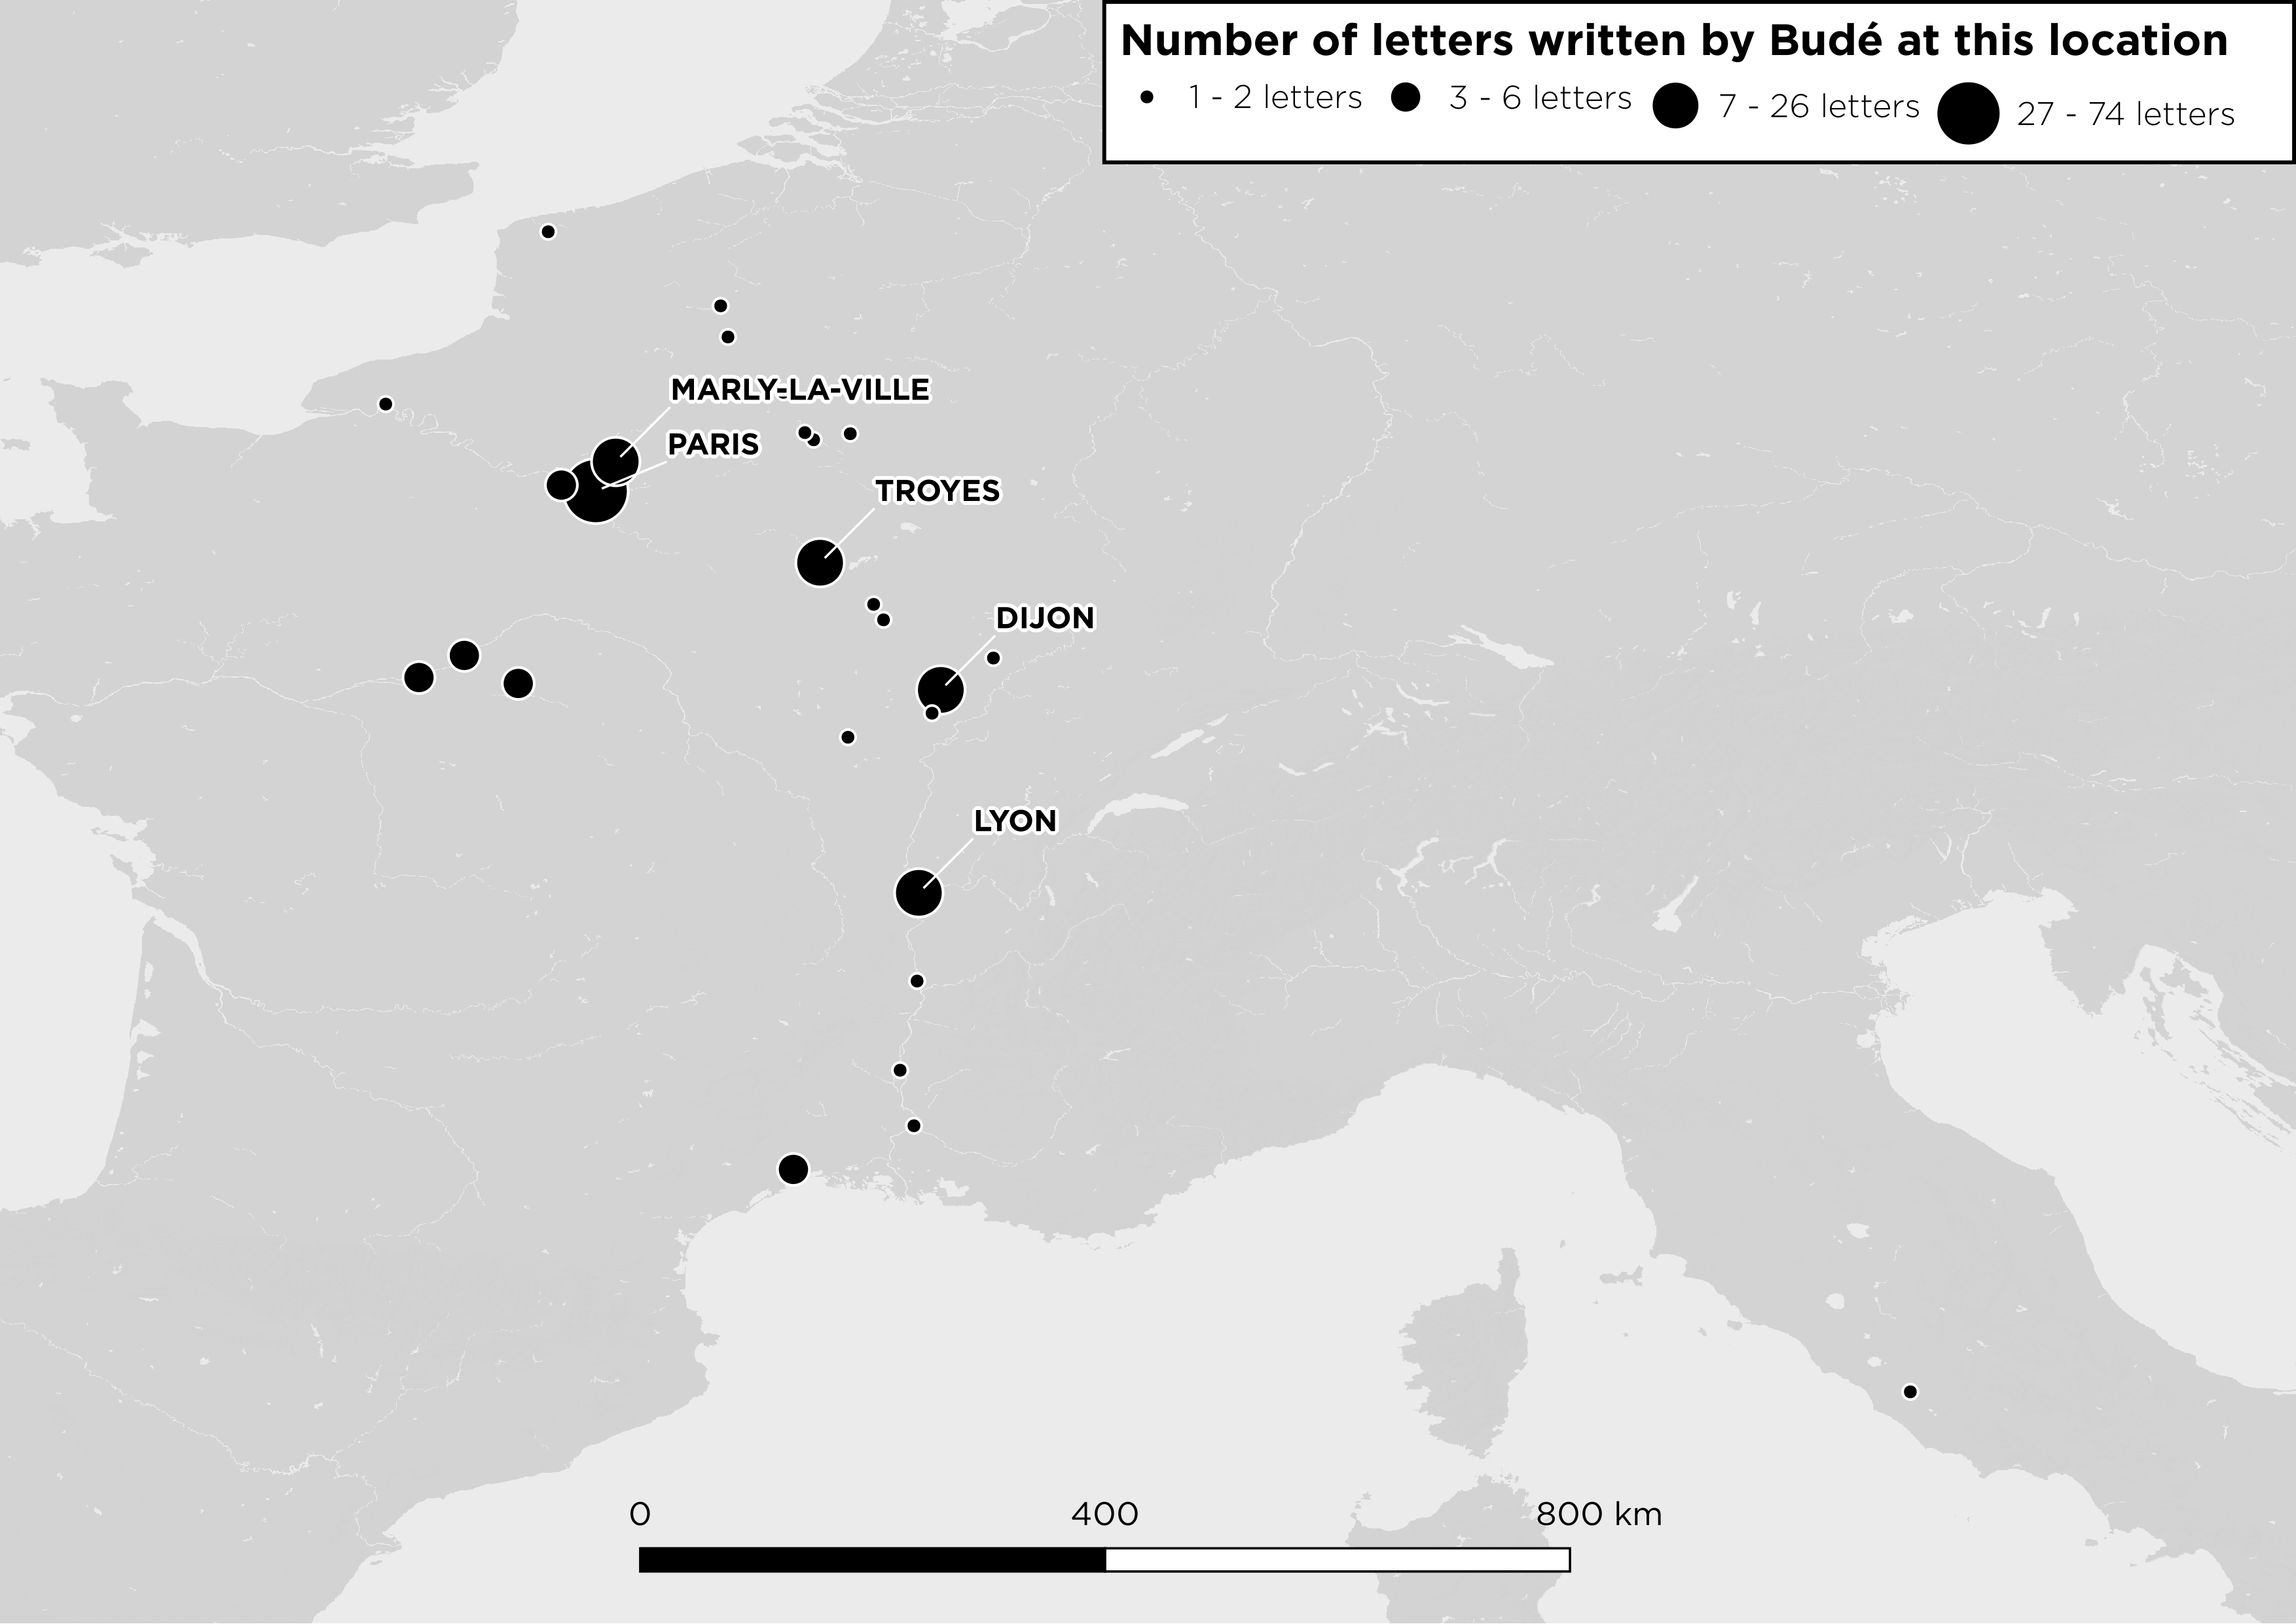 Number of letters written by Budé at this location
1 - 2 letters 3 - 6 letters 7 - 26 letters 27 - 74 letters
MARLY-LA-VILLE
PARIS
TROYES
DIJON
LYON
0 400 800 km